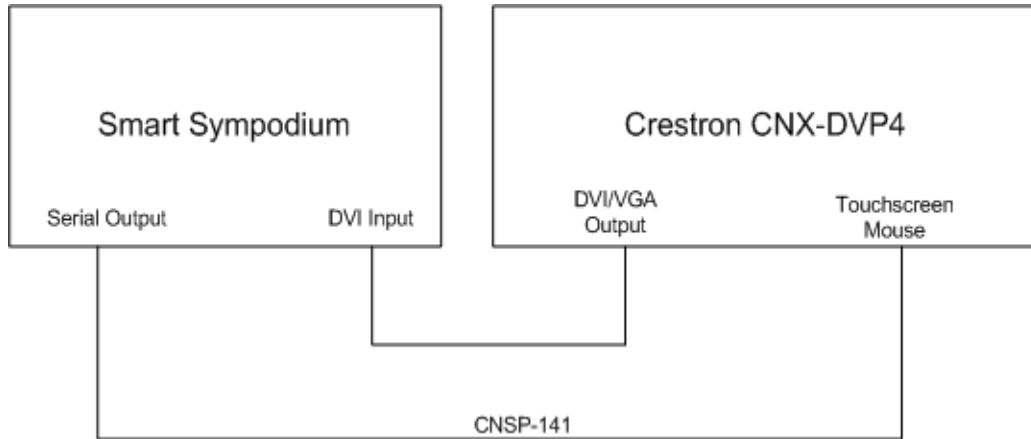 Smart Sympodium
Crestron CNX-DVP4
Serial Output
DVI Input
DVI/VGA
Output
Touchscreen
Mouse
CNSP-141